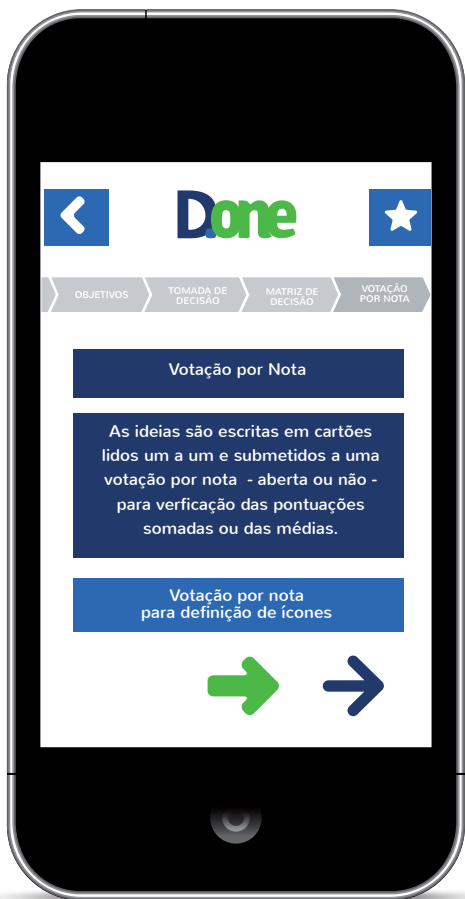 D.one
OBJETIVOS
TOMADA DE
DECISÃO
MATRIZ DE
DECISÃO
VOTAÇÃO
POR NOTA
Votação por Nota
As ideias são escritas em cartões
lidos um a um e submetidos a uma
votação por nota - aberta ou não -
para verficação das pontuações
somadas ou das médias.
Votação por nota
para definição de ícones